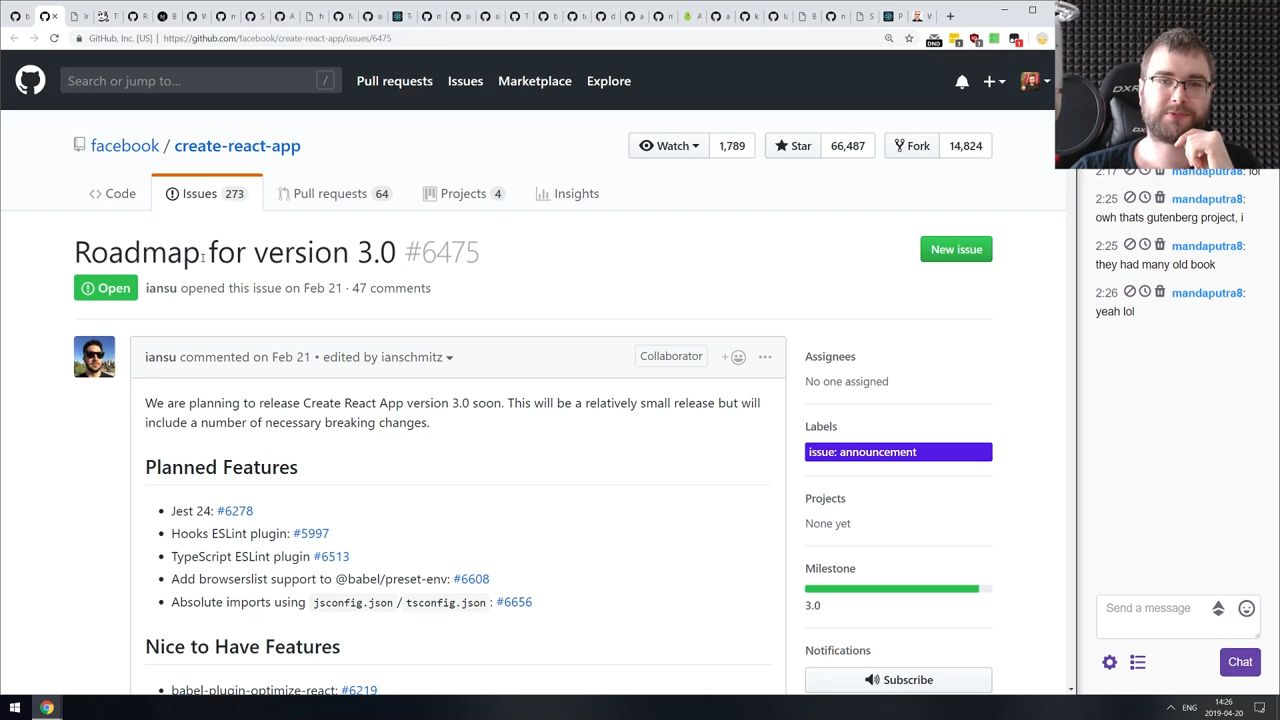 GitHub, Inc. [US] | https://github.com/facebook/create-react-app/issues/6475
DND
Search or jump to...
/
Pull requests
Issues
Marketplace
Explore
facebook / create-react-app
Watch
1,789
Star
66,487
Fork
14,824
Code
Issues 273
Pull requests 64
Projects 4
Insights
Roadmap for version 3.0 #6475
New issue
Open
iansu opened this issue on Feb 21 · 47 comments
iansu commented on Feb 21 • edited by ianschmitz
Collaborator
We are planning to release Create React App version 3.0 soon. This will be a relatively small release but will
include a number of necessary breaking changes.
Planned Features
Jest 24: #6278
Hooks ESLint plugin: #5997
TypeScript ESLint plugin #6513
Add browserslist support to @babel/preset-env: #6608
Absolute imports using jsconfig.json / tsconfig.json : #6656
Nice to Have Features
babel-plugin-optimize-react: #6219
Assignees
No one assigned
Labels
issue: announcement
Projects
None yet
Milestone
3.0
Notifications
Subscribe
DXR
2:17 mandaputra8: lol
2:25 mandaputra8:
owh thats gutenberg project, i
2:25 mandaputra8:
they had many old book
2:26 mandaputra8:
yeah lol
Send a message
Chat
ENG
14:26
2019-04-20